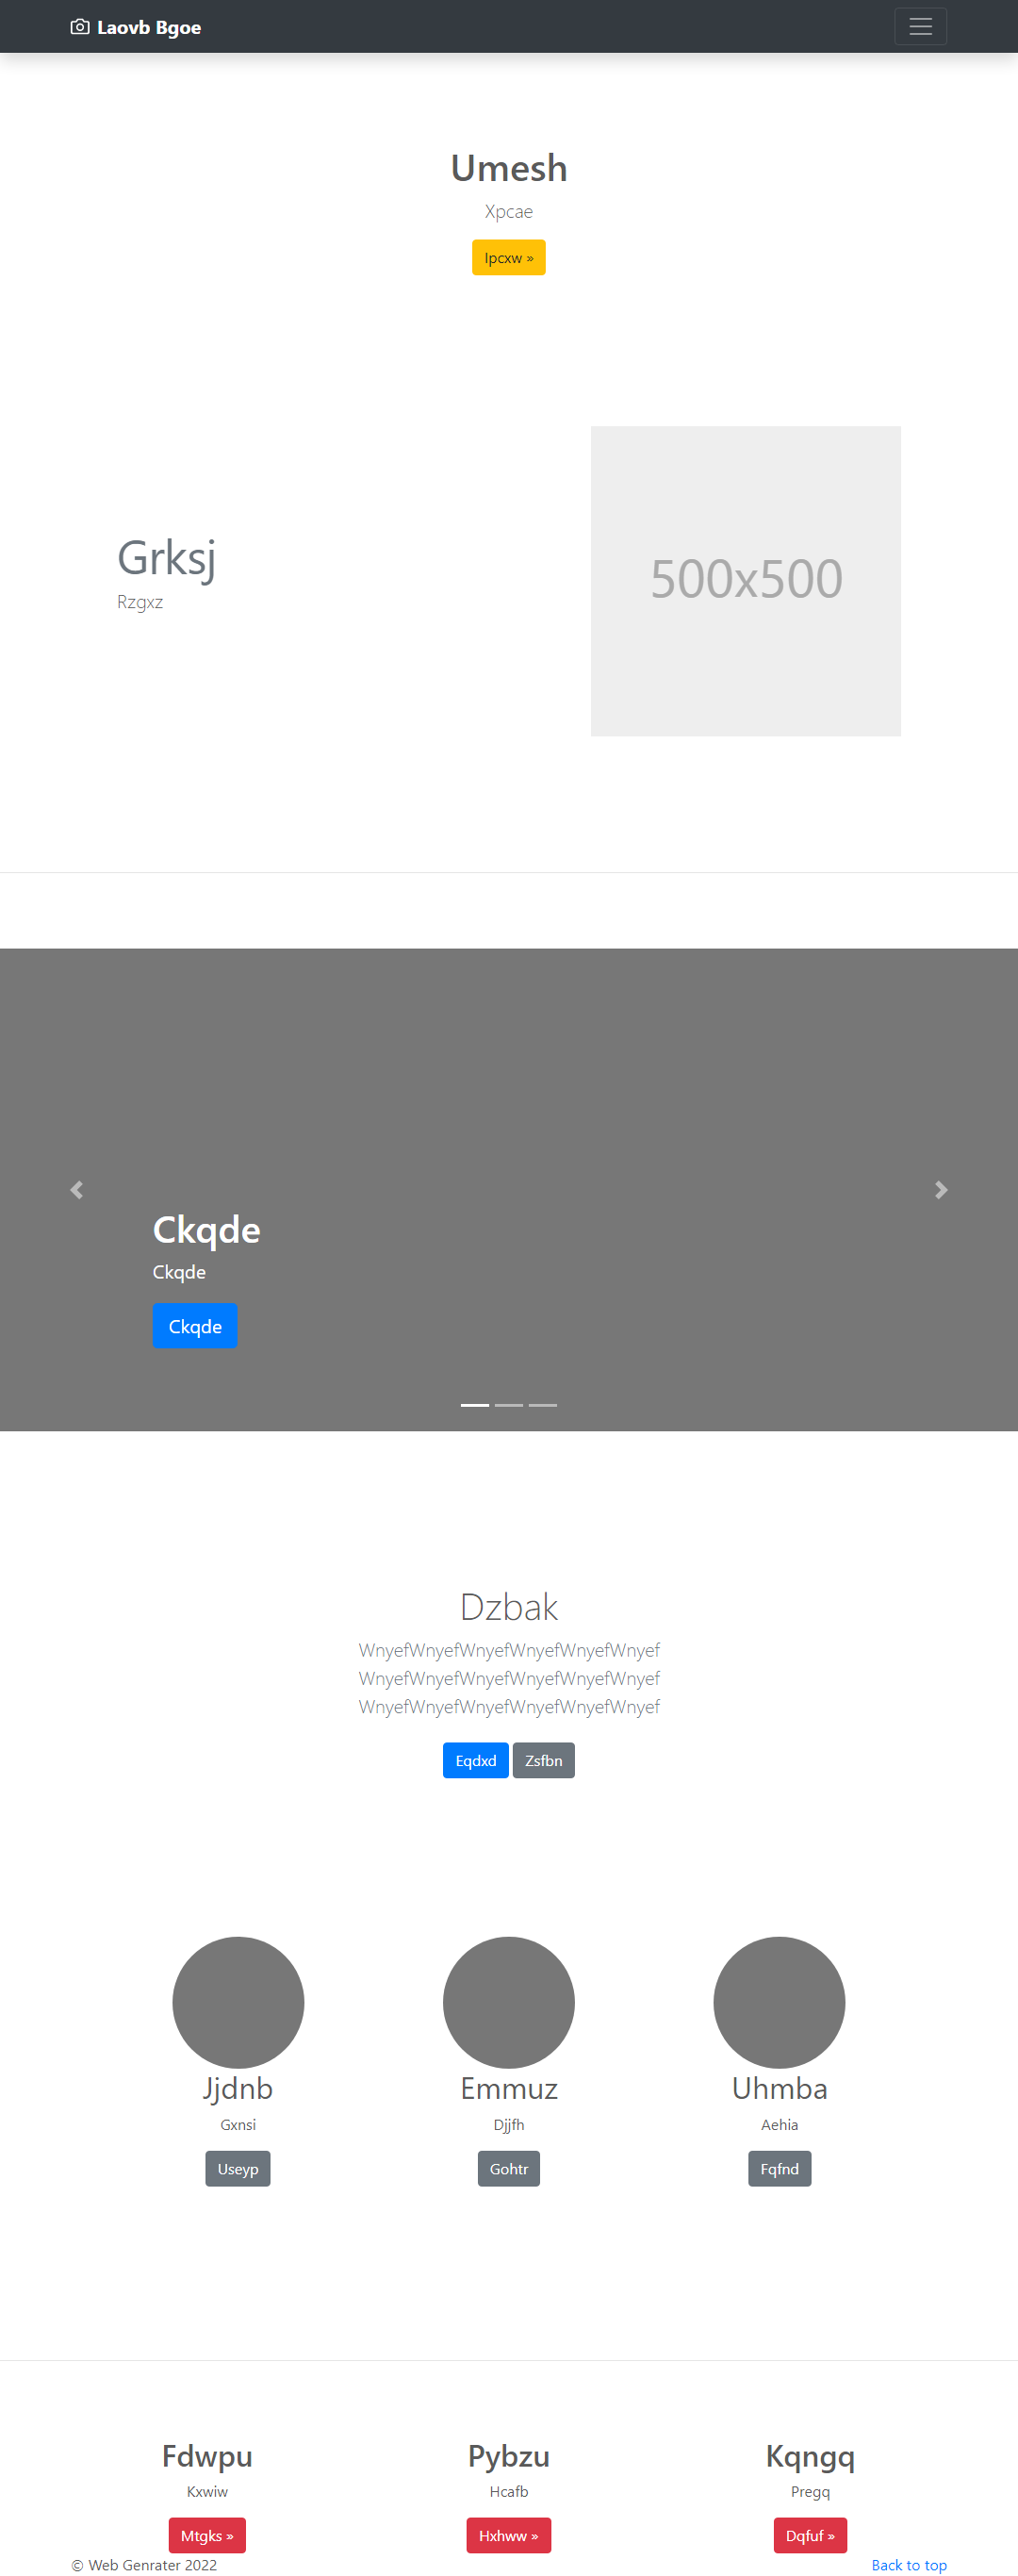 Laovb Bgoe
Umesh
Xpcae
Ipcxw »
Grksj
Rzgxz
500x500
Ckqde
Ckqde
Ckqde
Dzbak
WnyefWnyefWnyefWnyefWnyefWnyef
WnyefWnyefWnyefWnyefWnyefWnyef
WnyefWnyefWnyefWnyefWnyefWnyef
Eqdxd Zsfbn
Jjdnb
Gxnsi
Useyp
Emmuz
Djjfh
Gohtr
Uhmba
Aehia
Fqfnd
Fdwpu
Kxwiw
Mtgks »
Pybzu
Hcafb
Hxhww »
Kqngq
Pregq
Dqfuf »
© Web Genrater 2022
Back to top